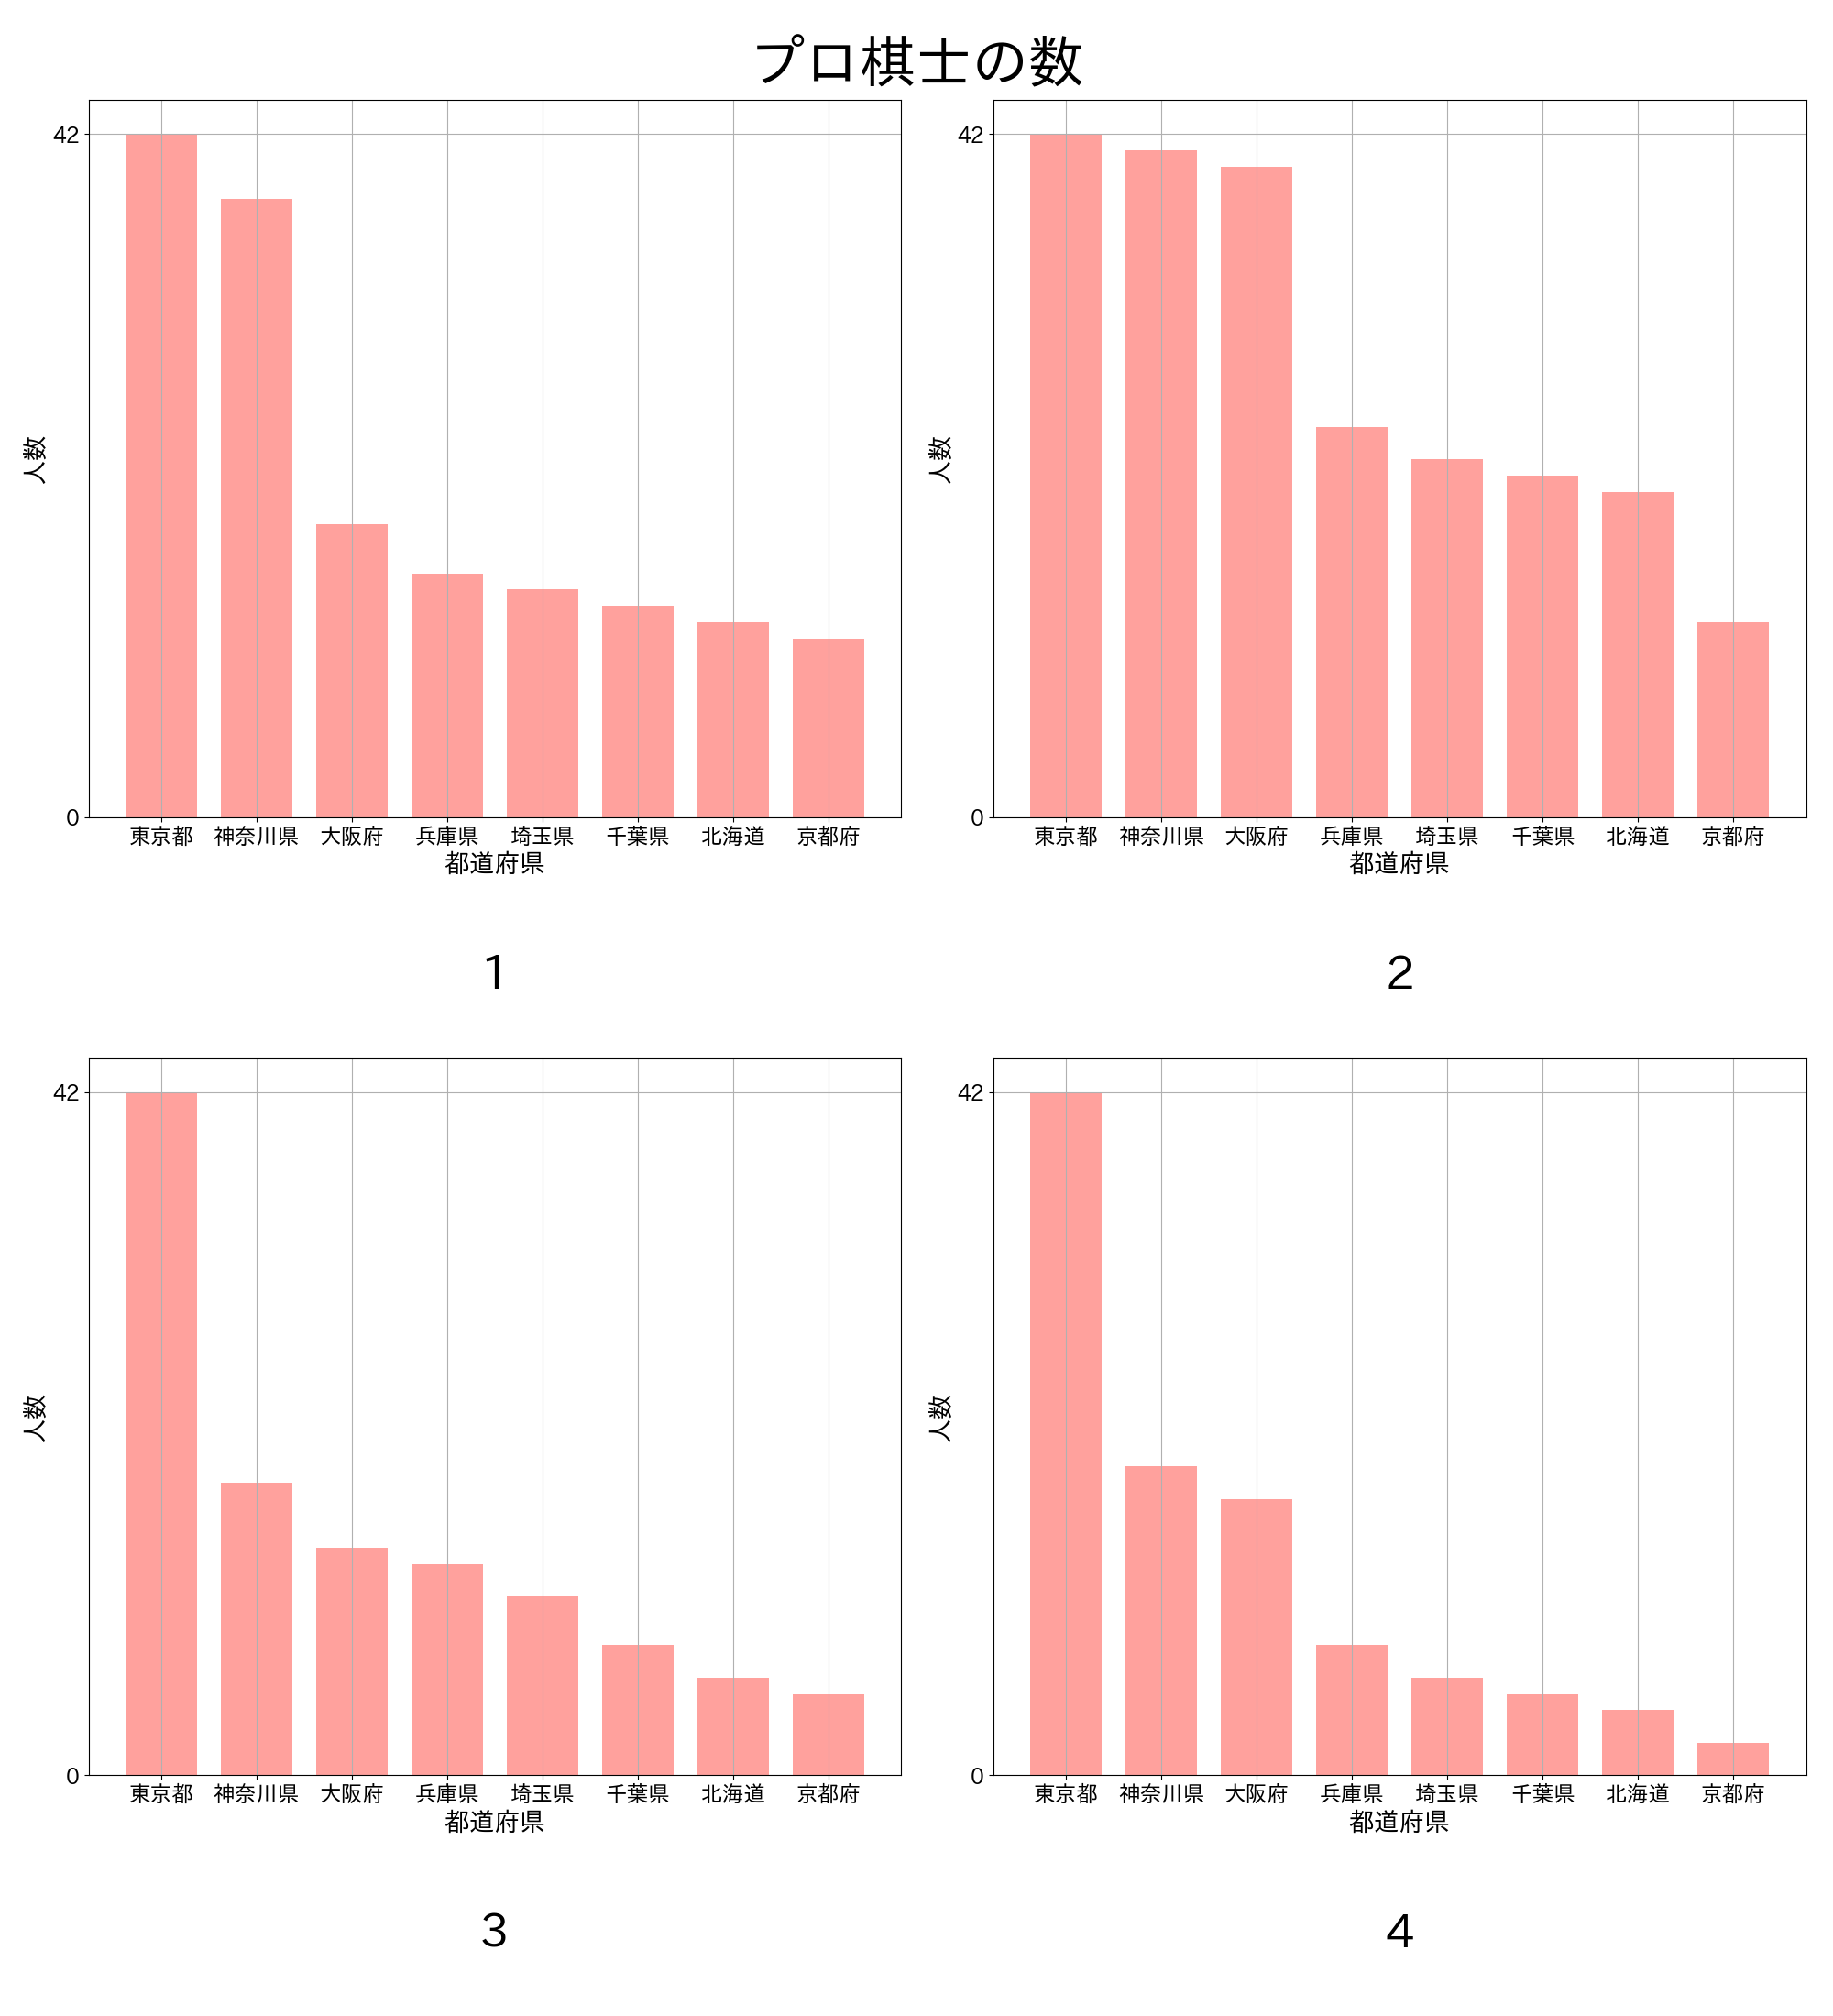 プロ棋士の数
42
0
人数
東京都 神奈川県 大阪府 兵庫県 埼玉県 千葉県 北海道 京都府
都道府県
1
42
0
人数
東京都 神奈川県 大阪府 兵庫県 埼玉県 千葉県 北海道 京都府
都道府県
2
42
0
人数
東京都 神奈川県 大阪府 兵庫県 埼玉県 千葉県 北海道 京都府
都道府県
3
42
0
人数
東京都 神奈川県 大阪府 兵庫県 埼玉県 千葉県 北海道 京都府
都道府県
4